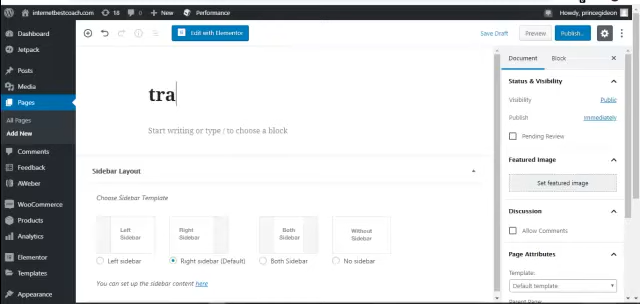 internetbestcoach.com 18 0 New Performance Howdy, princegideon
Dashboard
Jetpack
Posts
Media
Pages
All Pages
Add New
Comments
Feedback
AWeber
WooCommerce
Products
Analytics
Elementor
Templates
Appearance
Edit with Elementor Save Draft Preview Publish...
tra
Start writing or type / to choose a block
Sidebar Layout
Choose Sidebar Template
Left Sidebar
Right Sidebar
Both Sidebar
Without Sidebar
Left sidebar Right sidebar (Default) Both Sidebar No sidebar
You can set up the sidebar content here
Document Block
Status & Visibility
Visibility Public
Publish Immediately
Pending Review
Featured Image
Set featured image
Discussion
Allow Comments
Page Attributes
Template:
Default template
Parent Page: